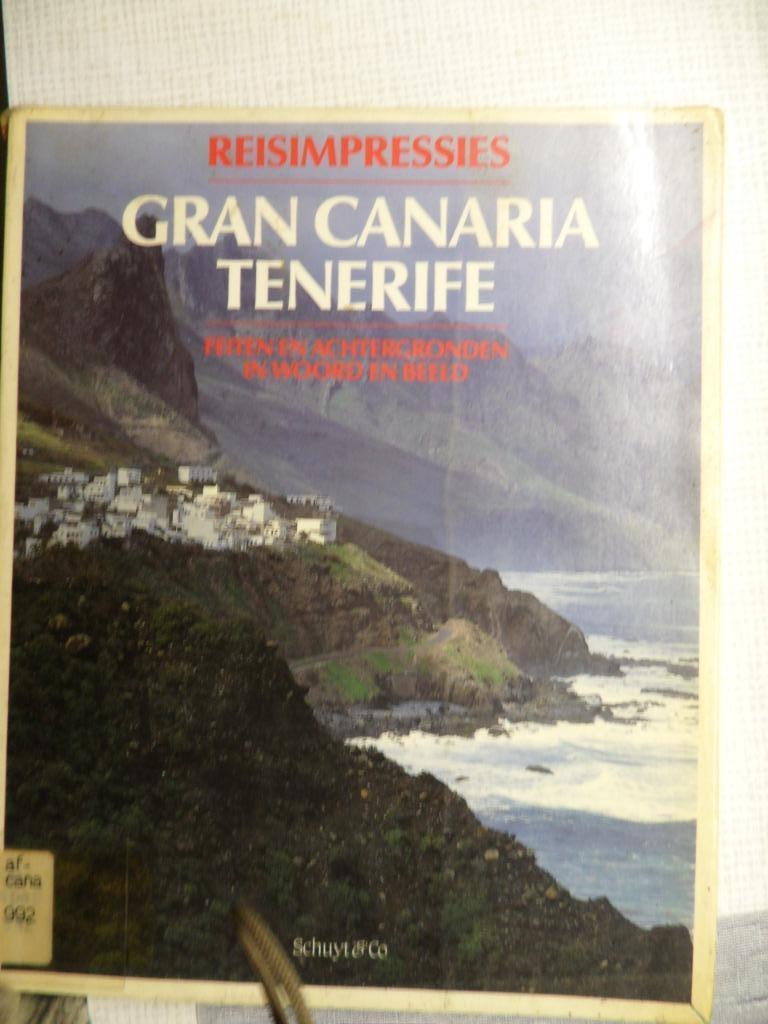 REISIMPRESSIES
GRAN CANARIA
TENERIFE
FEITEN EN ACHTERGRONDEN
IN WOORD EN BEELD
af-
cana
992
Schuyt & Co